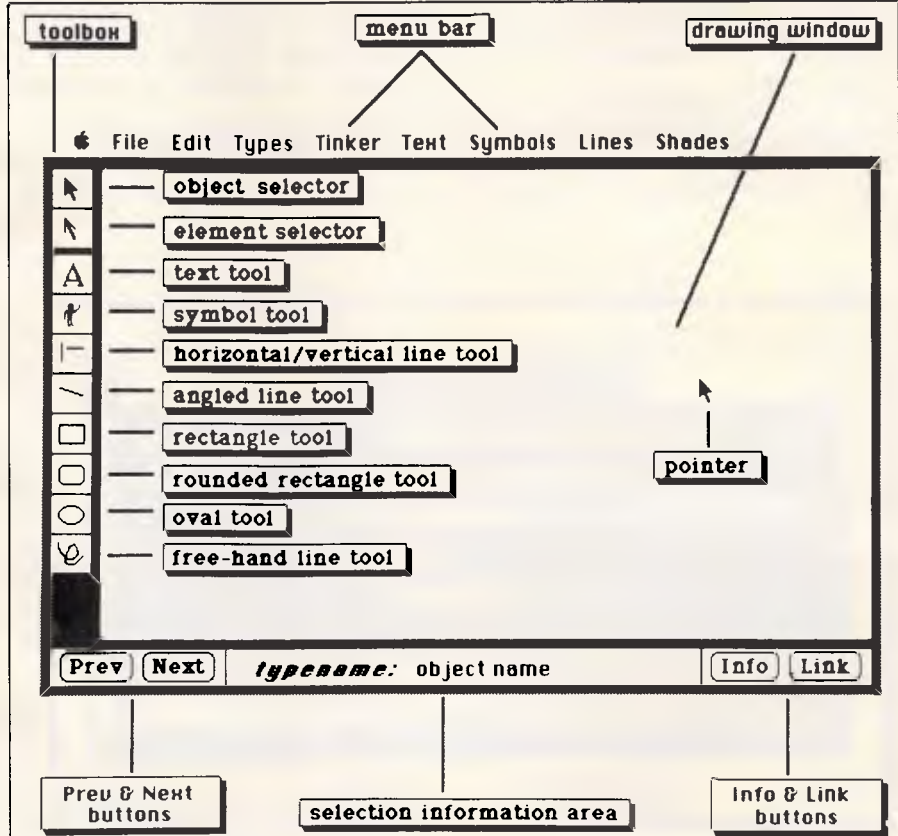 toolbox
menu bar
drawing window
File Edit Types Tinker Text Symbols Lines Shades
object selector
element selector
A
text tool
symbol tool
horizontal/vertical line tool
angled line tool
rectangle tool
pointer
rounded rectangle tool
oval tool
free-hand line tool
Prev Next typename: object name Info Link
Prev & Next
buttons
selection information area
Info & Link
buttons